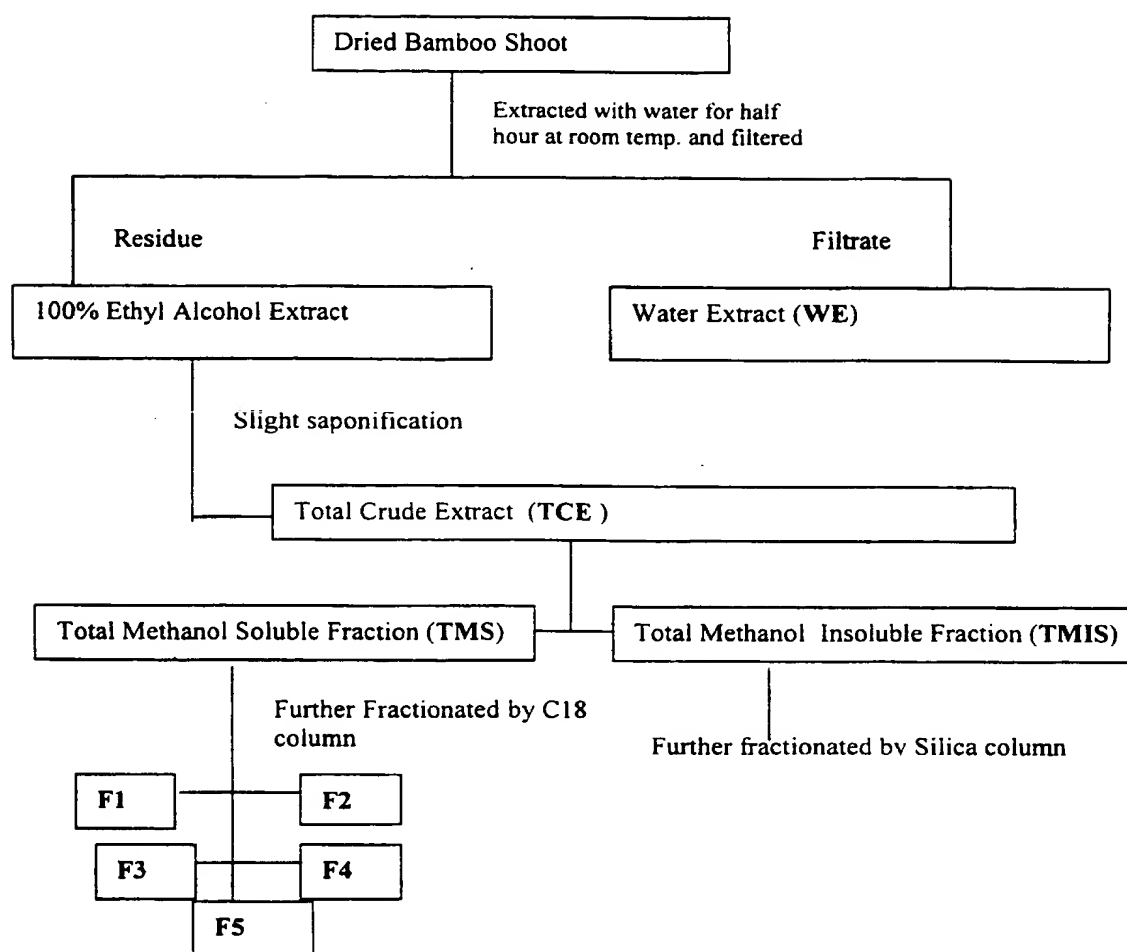 Dried Bamboo Shoot
Extracted with water for half
hour at room temp. and filtered
Residue
Filtrate
100% Ethyl Alcohol Extract
Water Extract (WE)
Slight saponification
Total Crude Extract (TCE )
Total Methanol Soluble Fraction (TMS)
Total Methanol Insoluble Fraction (TMIS)
Further Fractionated by C18
column
Further fractionated by Silica column
F1
F2
F3
F4
F5